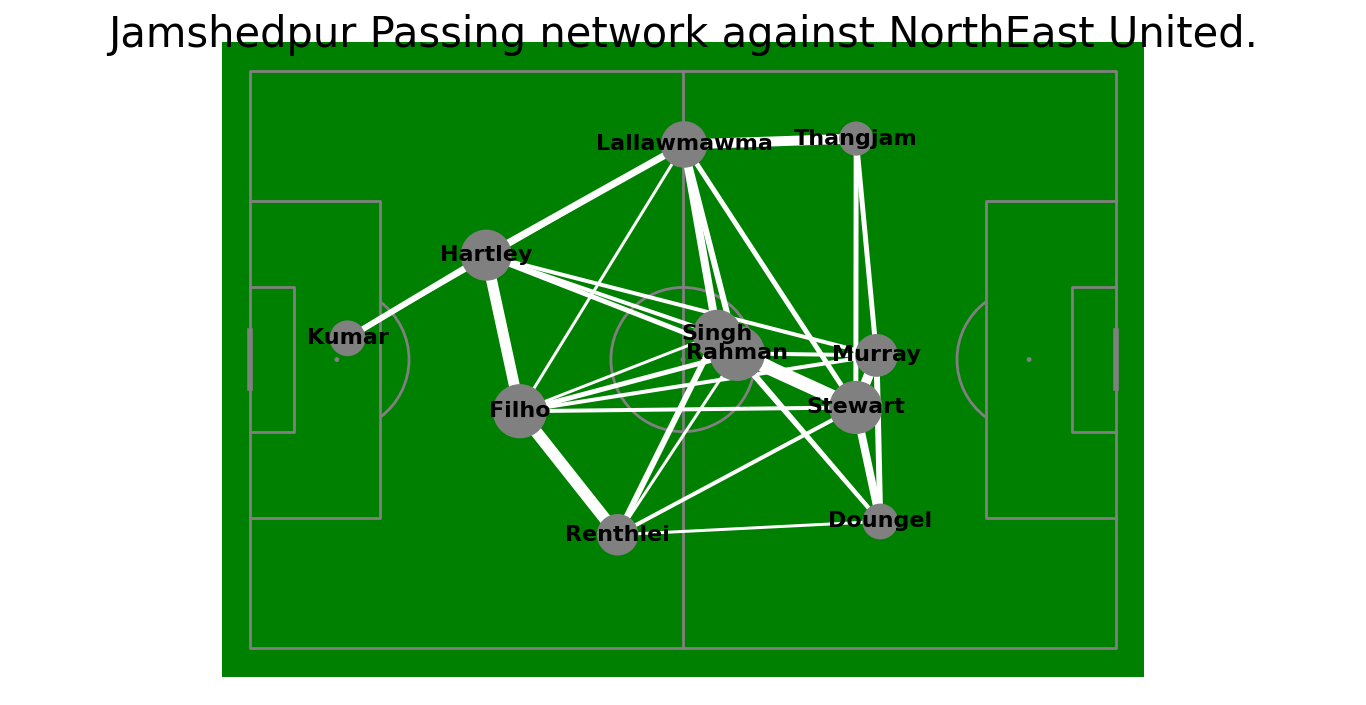 Jamshedpur Passing network against NorthEast United.
Lallawmawma
Thangjam
Hartley
Kumar
Singh
Rahman
Murray
Filho
Stewart
Renthlei
Doungel